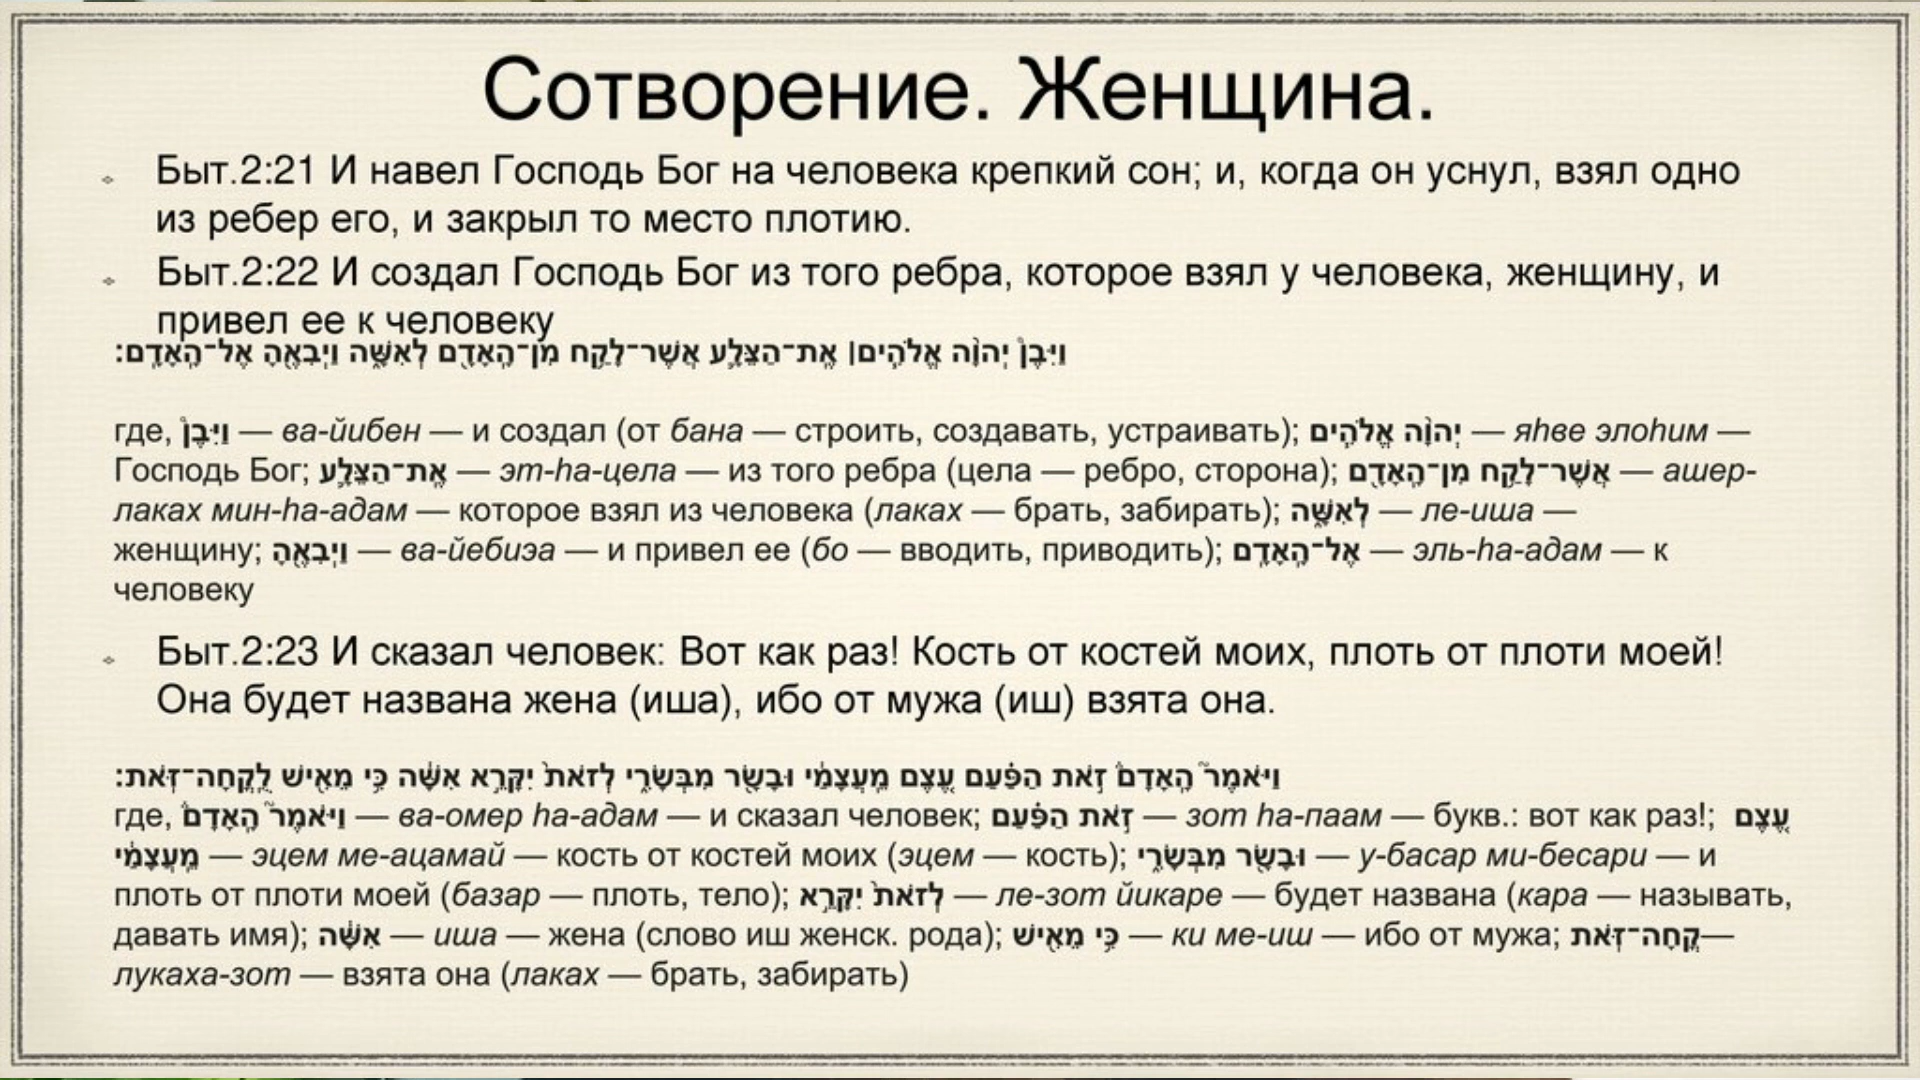 Сотворение. Женщина.
Быт.2:21 И навел Господь Бог на человека крепкий сон; и, когда он уснул, взял одно
из ребер его, и закрыл то место плотию.
Быт.2:22 И создал Господь Бог из того ребра, которое взял у человека, женщину, и
привел ее к человеку
וַיִּבֶן֩ יְהוָ֨ה אֱלֹהִ֧ים׀ אֶֽת־הַצֵּלָ֛ע אֲשֶׁר־לָקַ֥ח מִן־הָֽאָדָ֖ם לְאִשָּׁ֑ה וַיְבִאֶ֖הָ אֶל־הָֽאָדָֽם׃
где, וַיִּבֶן֩ — ва-йибен — и создал (от бана — строить, создавать, устраивать); יְהוָ֨ה אֱלֹהִ֧ים — яhве элоhим —
Господь Бог; אֶֽת־הַצֵּלָ֛ע — эт-hа-цела — из того ребра (цела — ребро, сторона); אֲשֶׁר־לָקַ֥ח מִן־הָֽאָדָ֖ם — ашер-
лаках мин-hа-адам — которое взял из человека (лаках — брать, забирать); לְאִשָּׁ֑ה — ле-иша —
женщину; וַיְבִאֶ֖הָ — ва-йебиэа — и привел ее (бо — вводить, приводить); אֶל־הָֽאָדָֽם — эль-hа-адам — к
человеку
Быт.2:23 И сказал человек: Вот как раз! Кость от костей моих, плоть от плоти моей!
Она будет названа жена (иша), ибо от мужа (иш) взята она.
וַיֹּאמֶר֮ הָֽאָדָם֒ זֹ֣את הַפַּ֗עַם עֶ֚צֶם מֵֽעֲצָמַ֔י וּבָשָׂ֖ר מִבְּשָׂרִ֑י לְזֹאת֙ יִקָּרֵ֣א אִשָּׁ֔ה כִּ֥י מֵאִ֖ישׁ לֻֽקֳחָה־זֹּֽאת׃
где, וַיֹּאמֶר֮ הָֽאָדָם֒ — ва-омер hа-адам — и сказал человек; זֹ֣את הַפַּ֗עַם — зот hа-паам — букв.: вот как раз!; עֶ֚צֶם
מֵֽעֲצָמַ֔י — эцем ме-ацамай — кость от костей моих (эцем — кость); וּבָשָׂ֖ר מִבְּשָׂרִ֑י — у-басар ми-бесари — и
плоть от плоти моей (базар — плоть, тело); לְזֹאת֙ יִקָּרֵ֣א — ле-зот йикаре — будет названа (кара — называть,
давать имя); אִשָּׁ֔ה — иша — жена (слово иш женск. рода); כִּ֥י מֵאִ֖ישׁ — ки ме-иш — ибо от мужа; קֳחָה־זֹּֽאת—
лукаха-зот — взята она (лаках — брать, забирать)